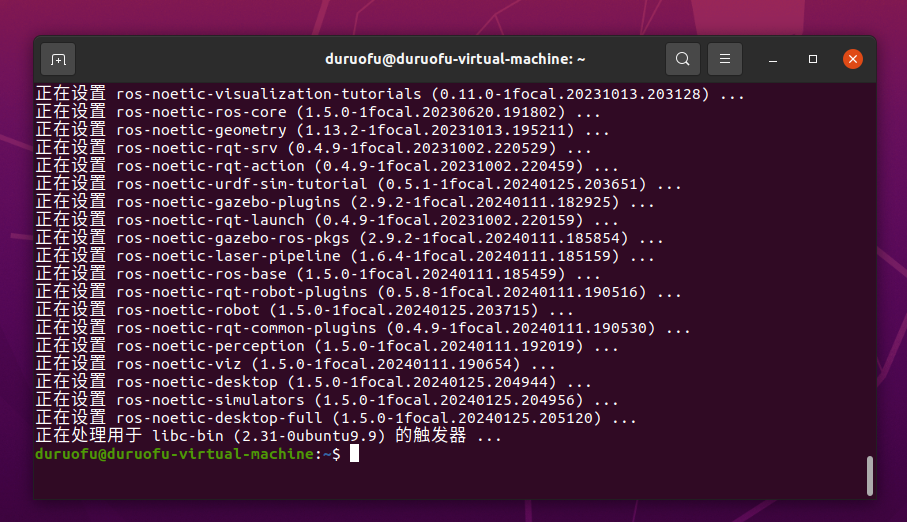 duruofu@duruofu-virtual-machine: ~
正在设置 ros-noetic-visualization-tutorials (0.11.0-1focal.20231013.203128) ...
正在设置 ros-noetic-ros-core (1.5.0-1focal.20230620.191802) ...
正在设置 ros-noetic-geometry (1.13.2-1focal.20231013.195211) ...
正在设置 ros-noetic-rqt-srv (0.4.9-1focal.20231002.220529) ...
正在设置 ros-noetic-rqt-action (0.4.9-1focal.20231002.220459) ...
正在设置 ros-noetic-urdf-sim-tutorial (0.5.1-1focal.20240125.203651) ...
正在设置 ros-noetic-gazebo-plugins (2.9.2-1focal.20240111.182925) ...
正在设置 ros-noetic-rqt-launch (0.4.9-1focal.20231002.220159) ...
正在设置 ros-noetic-gazebo-ros-pkgs (2.9.2-1focal.20240111.185854) ...
正在设置 ros-noetic-laser-pipeline (1.6.4-1focal.20240111.185159) ...
正在设置 ros-noetic-ros-base (1.5.0-1focal.20240111.185459) ...
正在设置 ros-noetic-rqt-robot-plugins (0.5.8-1focal.20240111.190516) ...
正在设置 ros-noetic-robot (1.5.0-1focal.20240125.203715) ...
正在设置 ros-noetic-rqt-common-plugins (0.4.9-1focal.20240111.190530) ...
正在设置 ros-noetic-perception (1.5.0-1focal.20240111.192019) ...
正在设置 ros-noetic-viz (1.5.0-1focal.20240111.190654) ...
正在设置 ros-noetic-desktop (1.5.0-1focal.20240125.204944) ...
正在设置 ros-noetic-simulators (1.5.0-1focal.20240125.204956) ...
正在设置 ros-noetic-desktop-full (1.5.0-1focal.20240125.205120) ...
正在处理用于 libc-bin (2.31-0ubuntu9.9) 的触发器 ...
duruofu@duruofu-virtual-machine:~$